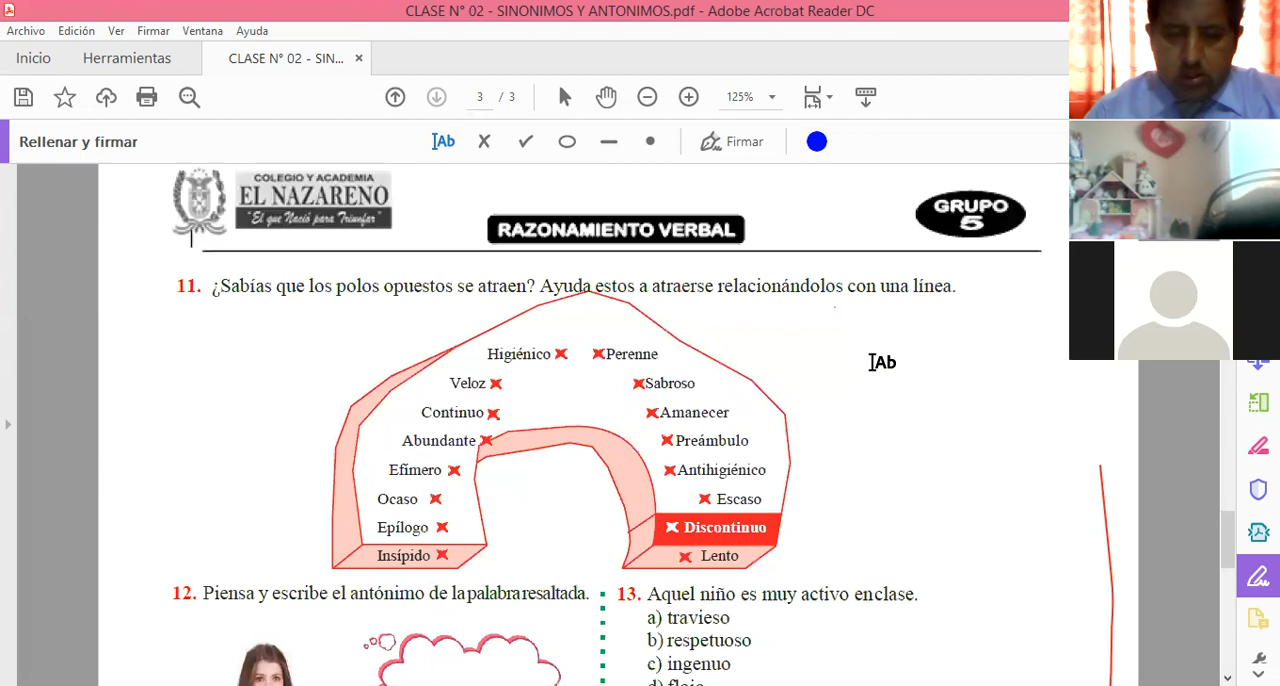 CLASE N° 02 - SINONIMOS Y ANTONIMOS.pdf - Adobe Acrobat Reader DC
Archivo Edición Ver Firmar Ventana Ayuda
Inicio Herramientas CLASE N° 02 - SIN... ×
3 / 3 125%
Rellenar y firmar Ab Firmar
COLEGIO Y ACADEMIA
EL NAZARENO
"El que Nació para Triunfar"
RAZONAMIENTO VERBAL
GRUPO
5
11. ¿Sabías que los polos opuestos se atraen? Ayuda estos a atraerse relacionándolos con una línea.
Higiénico Perenne
Ab
Veloz Sabroso
Continuo Amanecer
Abundante Preámbulo
Efímero Antihigiénico
Ocaso Escaso
Epílogo Discontinuo
Insípido Lento
12. Piensa y escribe el antónimo de la palabra resaltada.
13. Aquel niño es muy activo en clase.
a) travieso
b) respetuoso
c) ingenuo